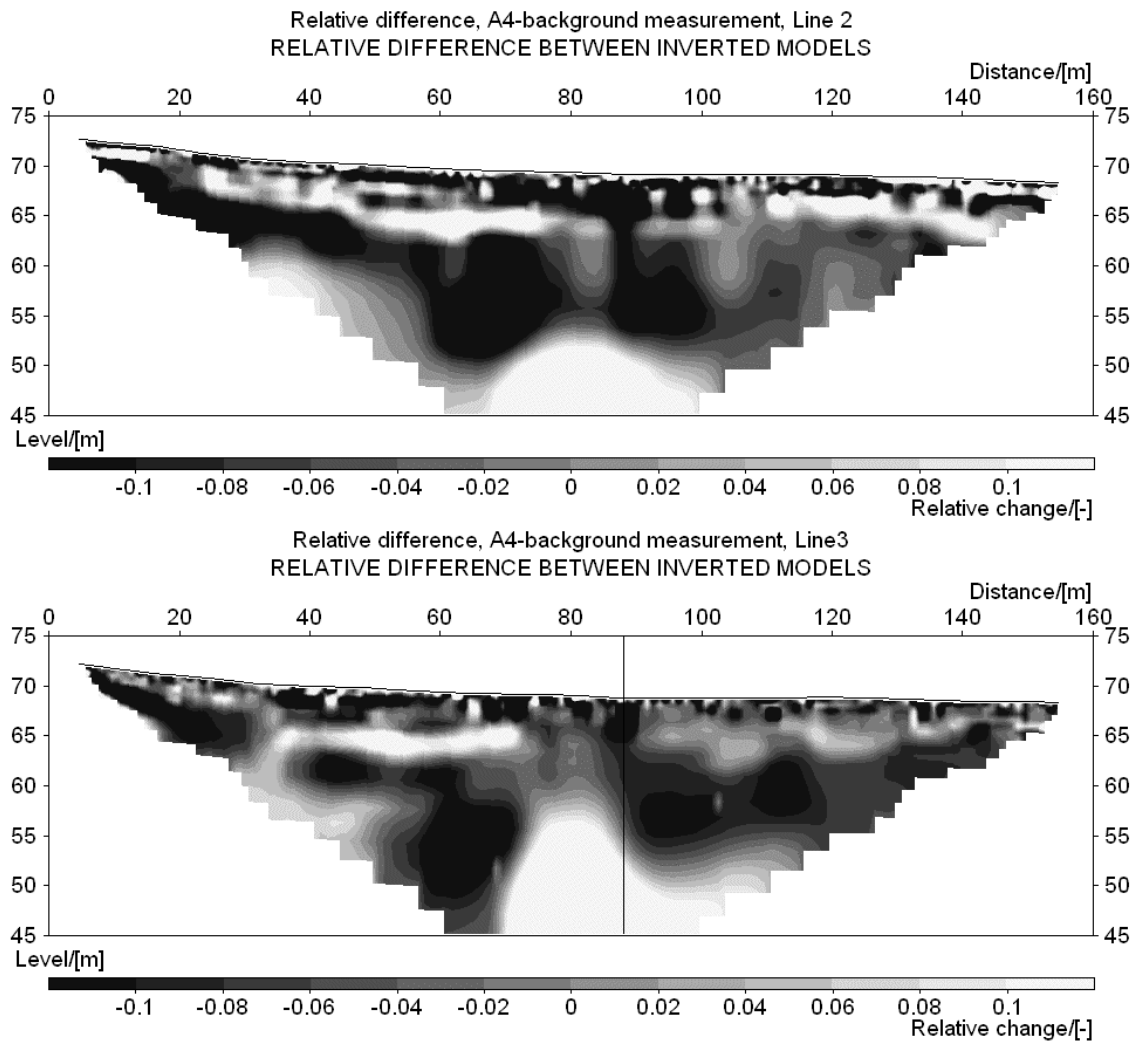 Relative difference, A4-background measurement, Line 2
RELATIVE DIFFERENCE BETWEEN INVERTED MODELS
Distance/[m]
0 20 40 60 80 100 120 140 160
75 75
70 70
65 65
60 60
55 55
50 50
45 45
Level/[m]
-0.1 -0.08 -0.06 -0.04 -0.02 0 0.02 0.04 0.06 0.08 0.1
Relative change/[-]
Relative difference, A4-background measurement, Line3
RELATIVE DIFFERENCE BETWEEN INVERTED MODELS
Distance/[m]
0 20 40 60 80 100 120 140 160
75 75
70 70
65 65
60 60
55 55
50 50
45 45
Level/[m]
-0.1 -0.08 -0.06 -0.04 -0.02 0 0.02 0.04 0.06 0.08 0.1
Relative change/[-]